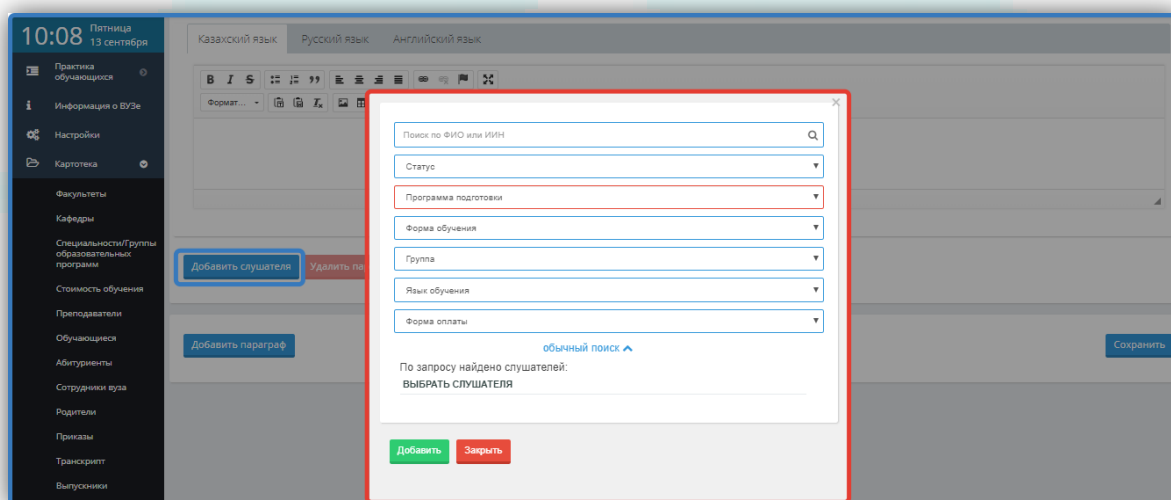 10:08 Пятница
13 сентября
Практика
обучающихся
Информация о ВУЗе
Настройки
Картотека
Факультеты
Кафедры
Специальности/Группы
образовательных
программ
Стоимость обучения
Преподаватели
Обучающиеся
Абитуриенты
Сотрудники вуза
Родители
Приказы
Транскрипт
Выпускники
Казахский язык Русский язык Английский язык
B I S
Формат...
Добавить слушателя Удалить па
Добавить параграф
Сохранить
×
Поиск по ФИО или ИИН
Статус
Программа подготовки
Форма обучения
Группа
Язык обучения
Форма оплаты
обычный поиск
По запросу найдено слушателей:
ВЫБРАТЬ СЛУШАТЕЛЯ
Добавить Закрыть